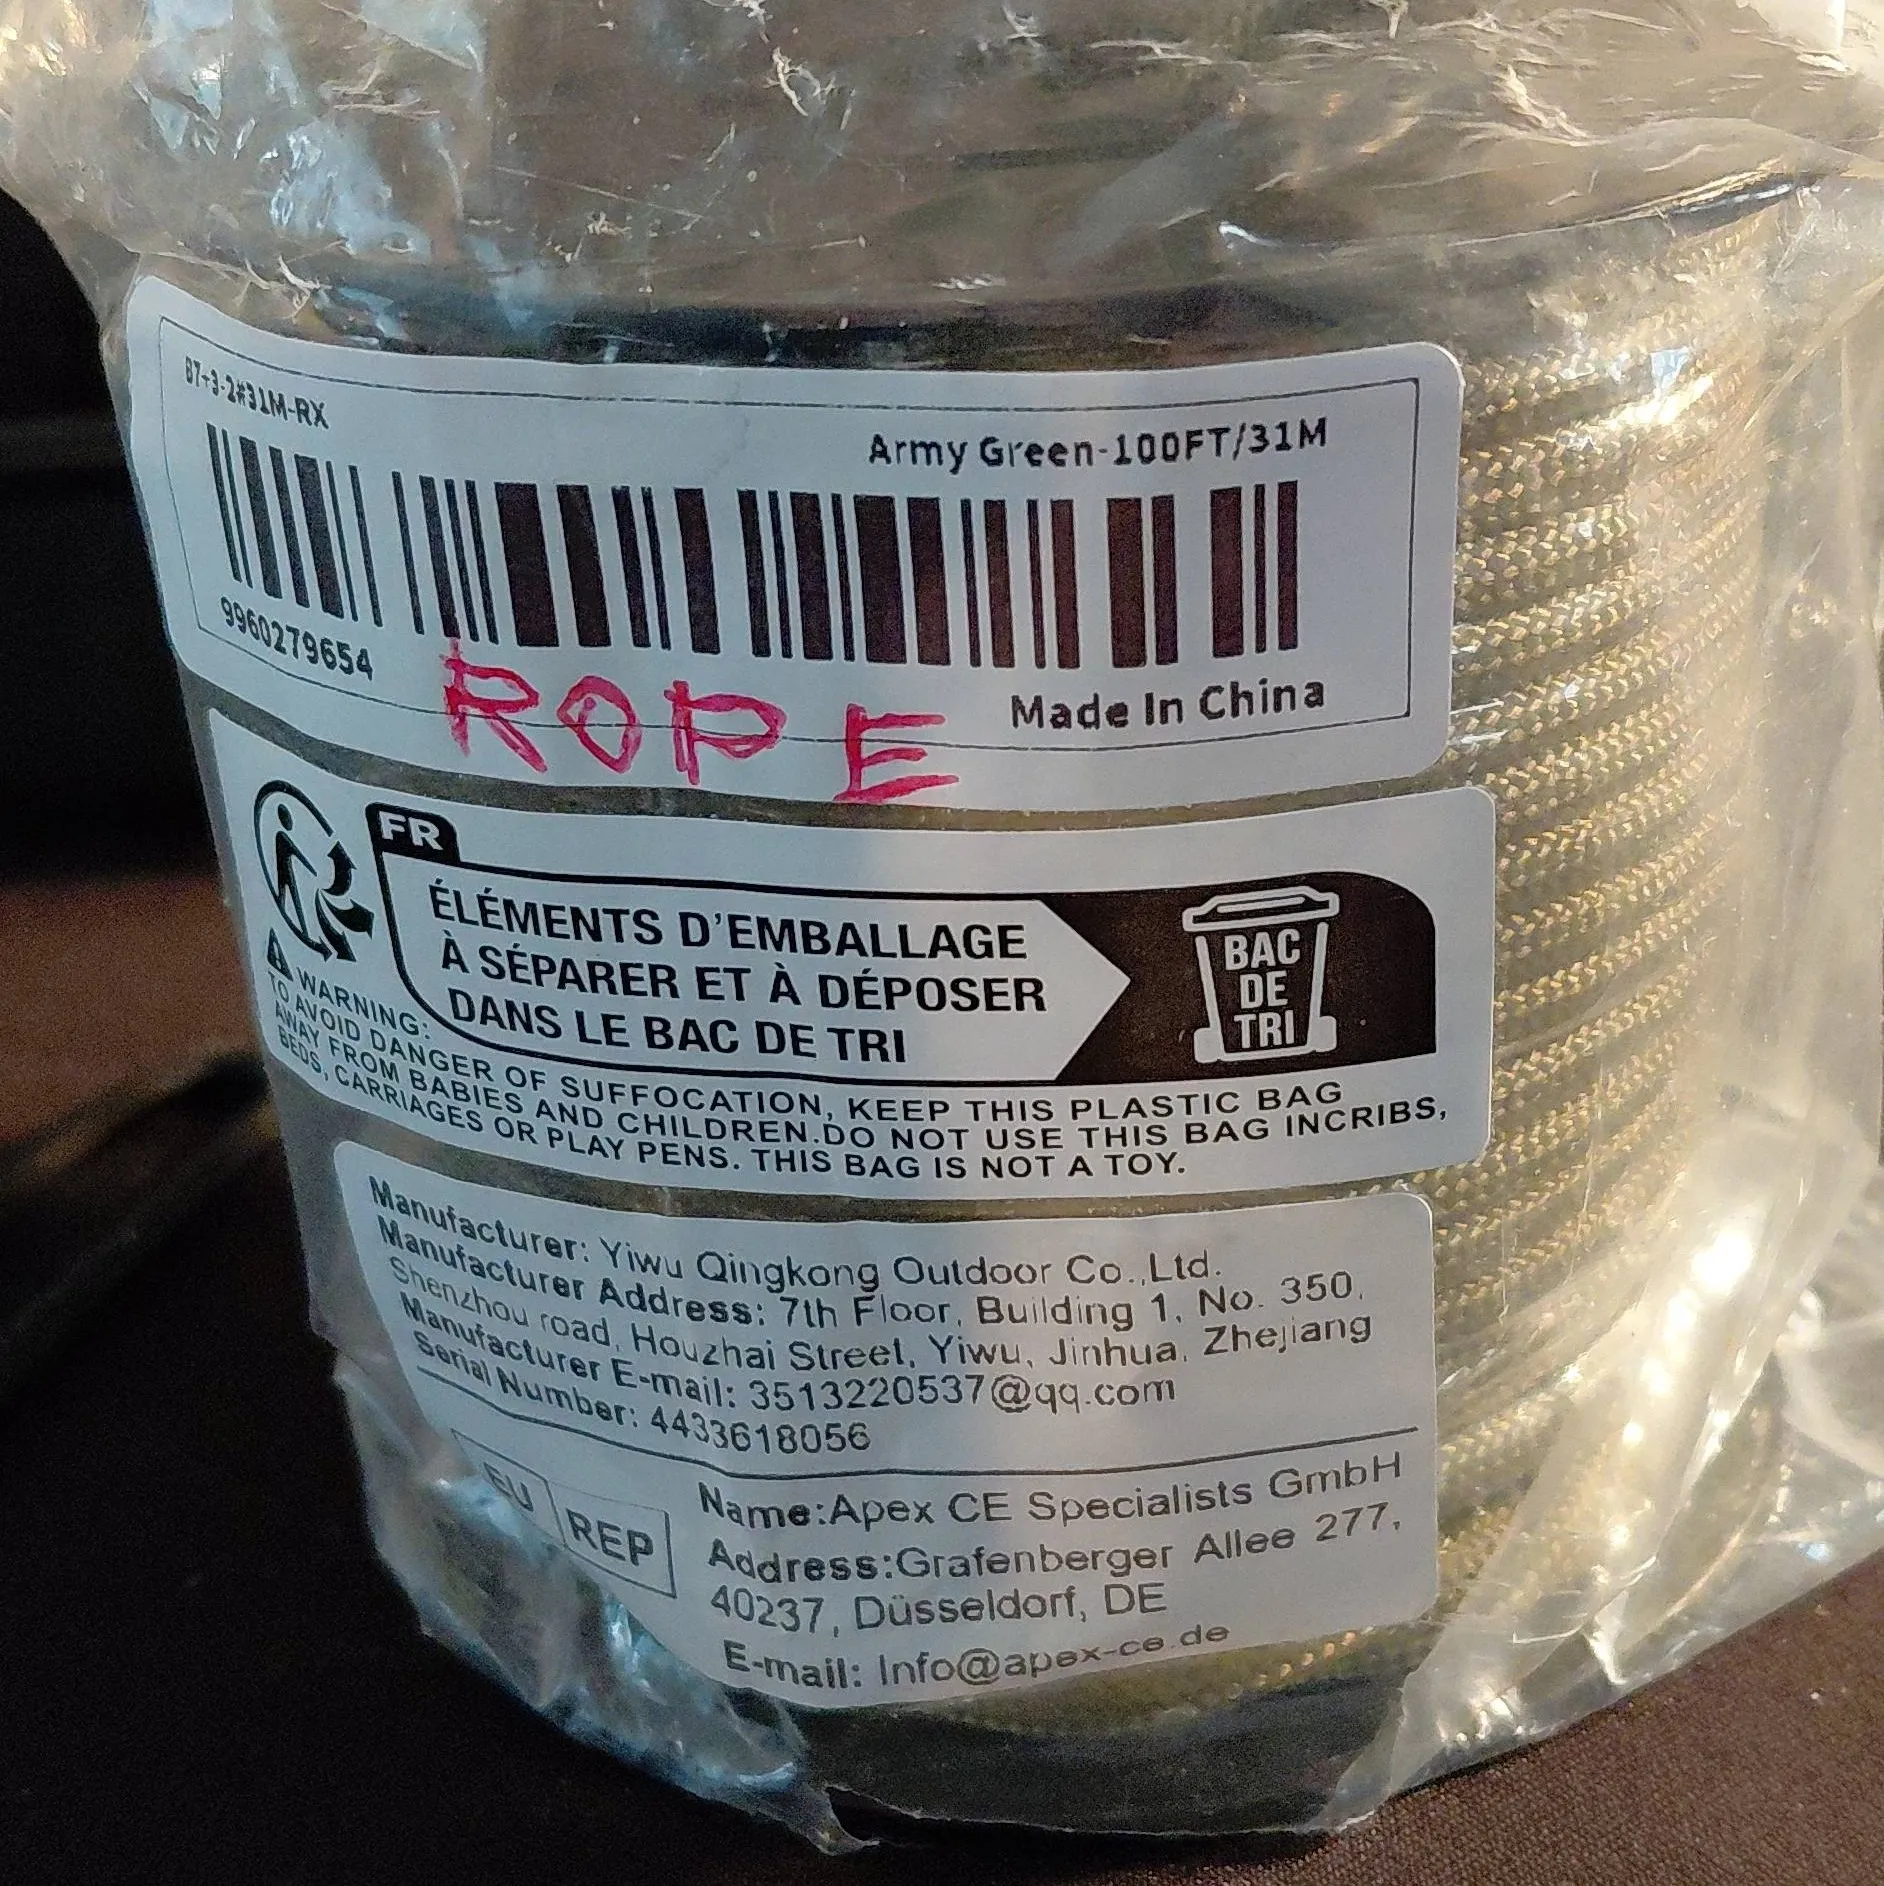 B7+3-2#31M-RX
Army Green-100FT/31M
9960279654
Made In China
ROPE
FR
ÉLÉMENTS D'EMBALLAGE
À SÉPARER ET À DÉPOSER
DANS LE BAC DE TRI
BAC
DE
TRI
WARNING:
TO AVOID DANGER OF SUFFOCATION, KEEP THIS PLASTIC BAG
AWAY FROM BABIES AND CHILDREN.DO NOT USE THIS BAG INCRIBS,
BEDS, CARRIAGES OR PLAY PENS. THIS BAG IS NOT A TOY.
Manufacturer: Yiwu Qingkong Outdoor Co.,Ltd.
Manufacturer Address: 7th Floor, Building 1, No. 350,
Shenzhou road, Houzhai Street, Yiwu, Jinhua, Zhejiang
Manufacturer E-mail: 3513220537@qq.com
Serial Number: 4433618056
EU REP
Name:Apex CE Specialists GmbH
Address:Grafenberger Allee 277,
40237, Düsseldorf, DE
E-mail: Info@apex-ce.de